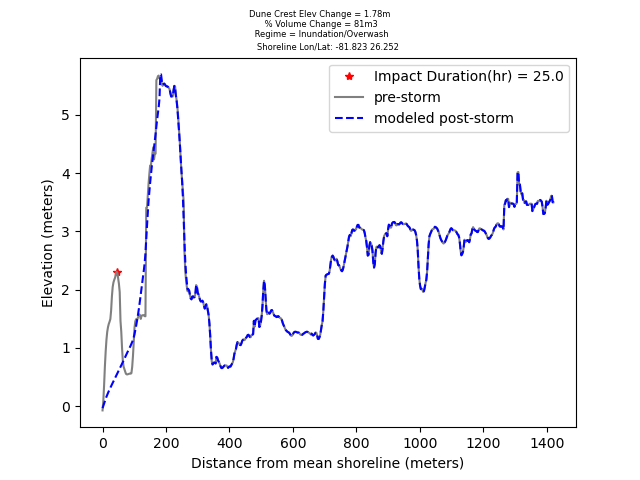 Dune Crest Elev Change = 1.78m
% Volume Change = 81m3
Regime = Inundation/Overwash
Shoreline Lon/Lat: -81.823 26.252
Impact Duration(hr) = 25.0
pre-storm
modeled post-storm
Elevation (meters)
5
4
3
2
1
0
0 200 400 600 800 1000 1200 1400
Distance from mean shoreline (meters)